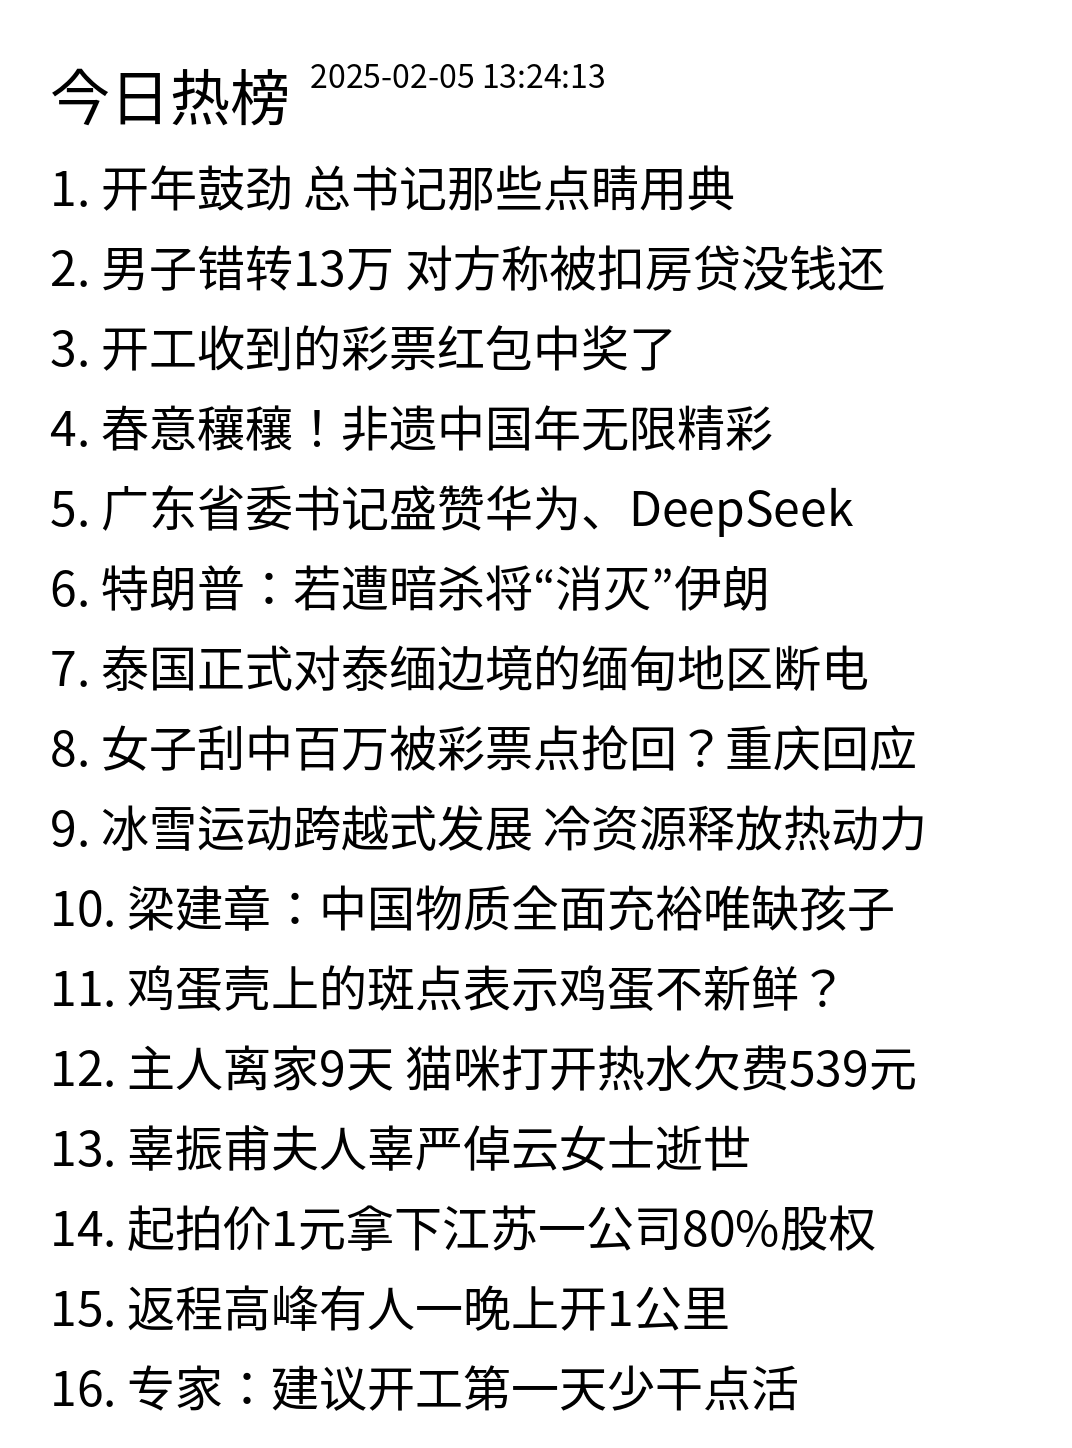 今日热榜 2025-02-05 13:24:13
1. 开年鼓劲 总书记那些点睛用典
2. 男子错转13万 对方称被扣房贷没钱还
3. 开工收到的彩票红包中奖了
4. 春意穰穰！非遗中国年无限精彩
5. 广东省委书记盛赞华为、DeepSeek
6. 特朗普：若遭暗杀将“消灭”伊朗
7. 泰国正式对泰缅边境的缅甸地区断电
8. 女子刮中百万被彩票点抢回？重庆回应
9. 冰雪运动跨越式发展 冷资源释放热动力
10. 梁建章：中国物质全面充裕唯缺孩子
11. 鸡蛋壳上的斑点表示鸡蛋不新鲜？
12. 主人离家9天 猫咪打开热水欠费539元
13. 辜振甫夫人辜严倬云女士逝世
14. 起拍价1元拿下江苏一公司80%股权
15. 返程高峰有人一晚上开1公里
16. 专家：建议开工第一天少干点活